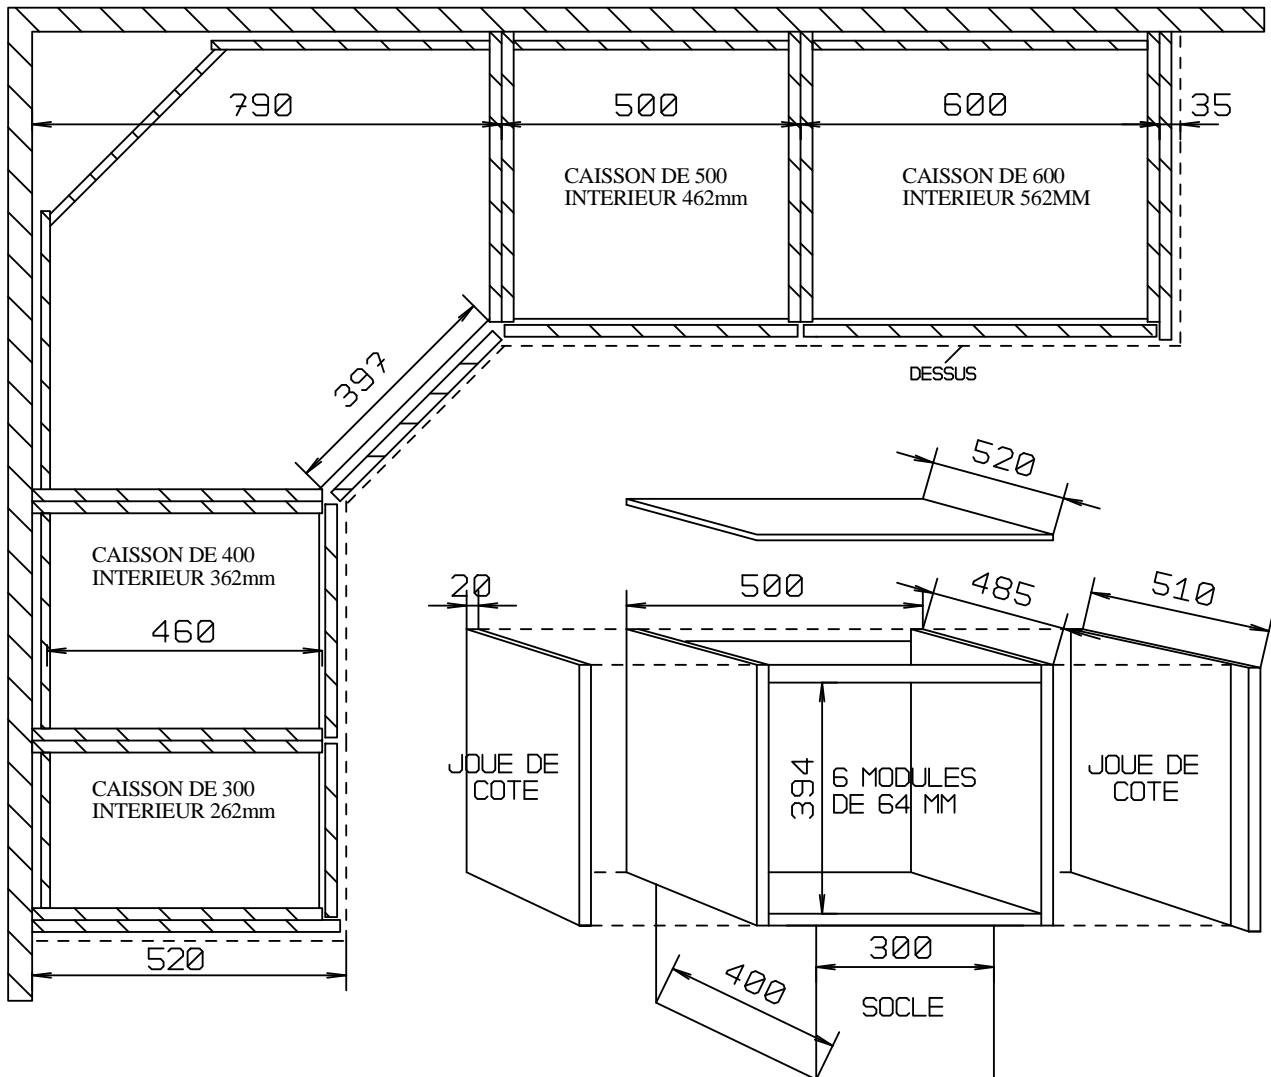 790
500
600
35
CAISSON DE 500
INTERIEUR 462mm
CAISSON DE 600
INTERIEUR 562MM
397
DESSUS
520
CAISSON DE 400
INTERIEUR 362mm
460
CAISSON DE 300
INTERIEUR 262mm
520
20
500
485
510
JOUE DE
COTE
394
6 MODULES
DE 64 MM
JOUE DE
COTE
300
400
SOCLE